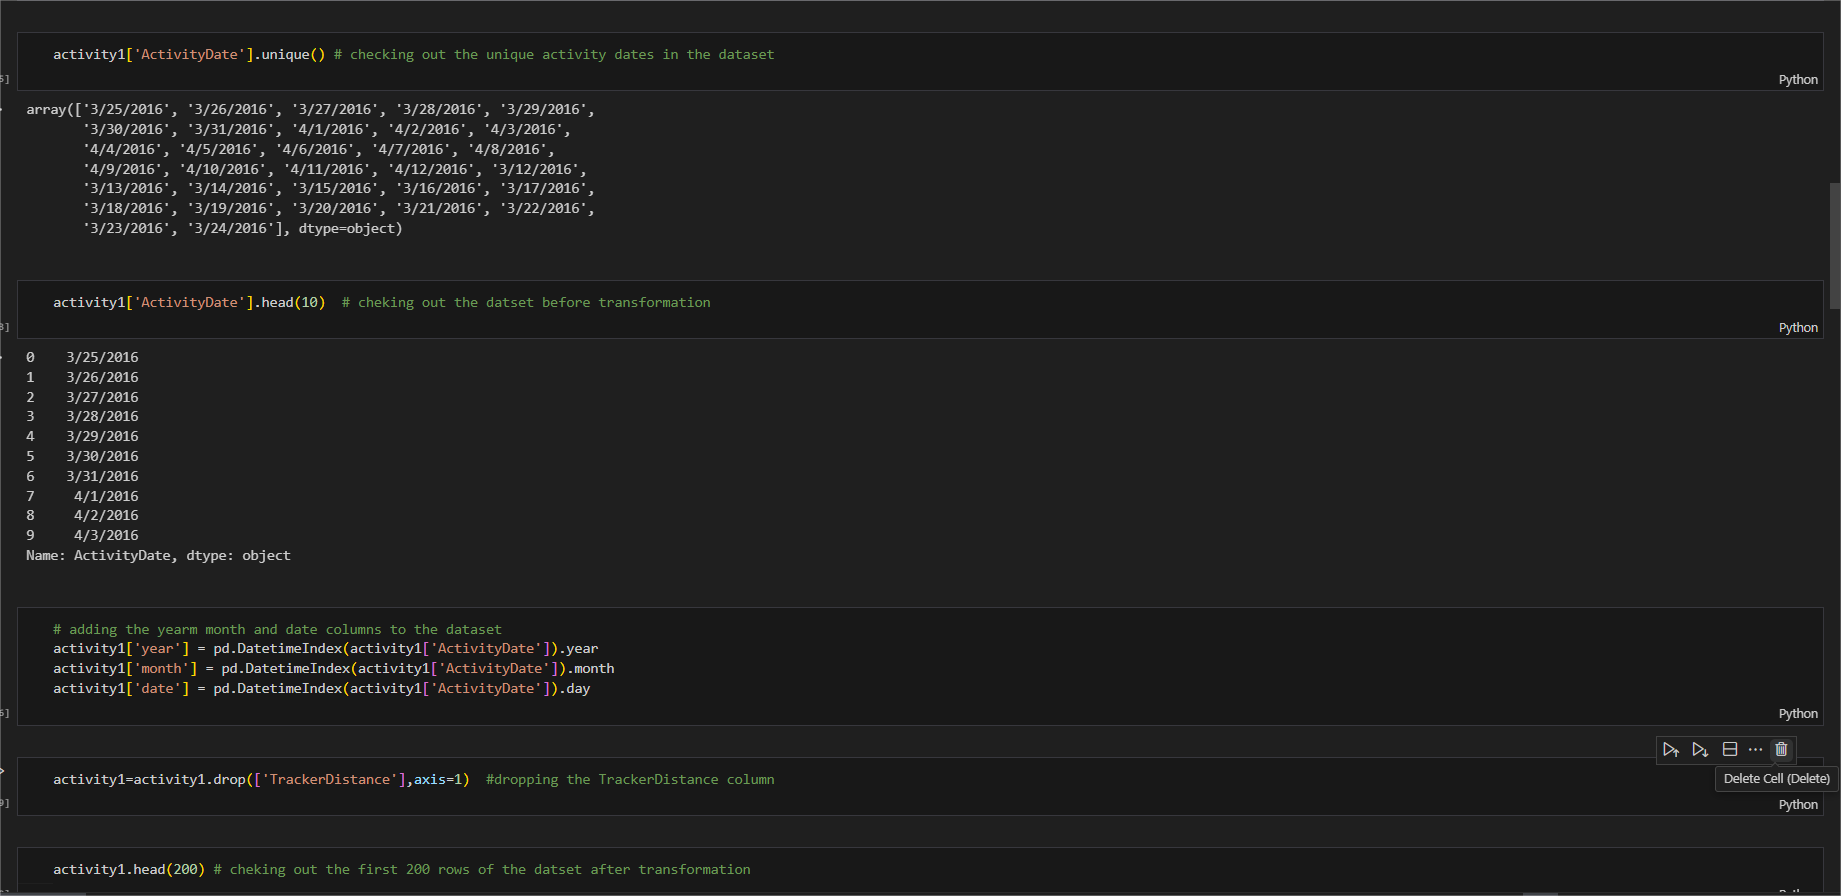 activity1['ActivityDate'].unique() # checking out the unique activity dates in the dataset
5]
Python
array(['3/25/2016', '3/26/2016', '3/27/2016', '3/28/2016', '3/29/2016',
'3/30/2016', '3/31/2016', '4/1/2016', '4/2/2016', '4/3/2016',
'4/4/2016', '4/5/2016', '4/6/2016', '4/7/2016', '4/8/2016',
'4/9/2016', '4/10/2016', '4/11/2016', '4/12/2016', '3/12/2016',
'3/13/2016', '3/14/2016', '3/15/2016', '3/16/2016', '3/17/2016',
'3/18/2016', '3/19/2016', '3/20/2016', '3/21/2016', '3/22/2016',
'3/23/2016', '3/24/2016'], dtype=object)
activity1['ActivityDate'].head(10)  # cheking out the datset before transformation
Python
0    3/25/2016
1    3/26/2016
2    3/27/2016
3    3/28/2016
4    3/29/2016
5    3/30/2016
6    3/31/2016
7     4/1/2016
8     4/2/2016
9     4/3/2016
Name: ActivityDate, dtype: object
# adding the yearm month and date columns to the dataset
activity1['year'] = pd.DatetimeIndex(activity1['ActivityDate']).year
activity1['month'] = pd.DatetimeIndex(activity1['ActivityDate']).month
activity1['date'] = pd.DatetimeIndex(activity1['ActivityDate']).day
Python
activity1=activity1.drop(['TrackerDistance'],axis=1)  #dropping the TrackerDistance column
Delete Cell (Delete)
Python
activity1.head(200) # cheking out the first 200 rows of the datset after transformation